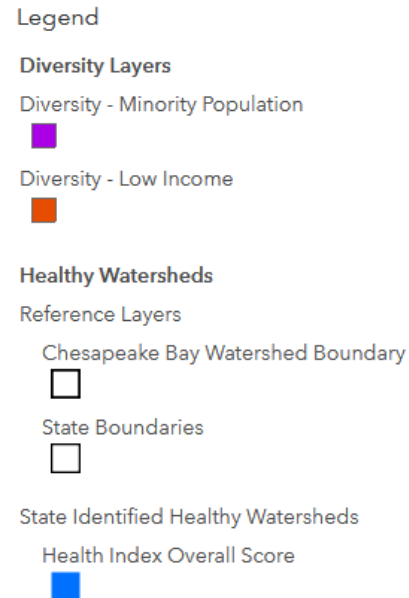 Legend
Diversity Layers
Diversity - Minority Population
Diversity - Low Income
Healthy Watersheds
Reference Layers
Chesapeake Bay Watershed Boundary
State Boundaries
State Identified Healthy Watersheds
Health Index Overall Score